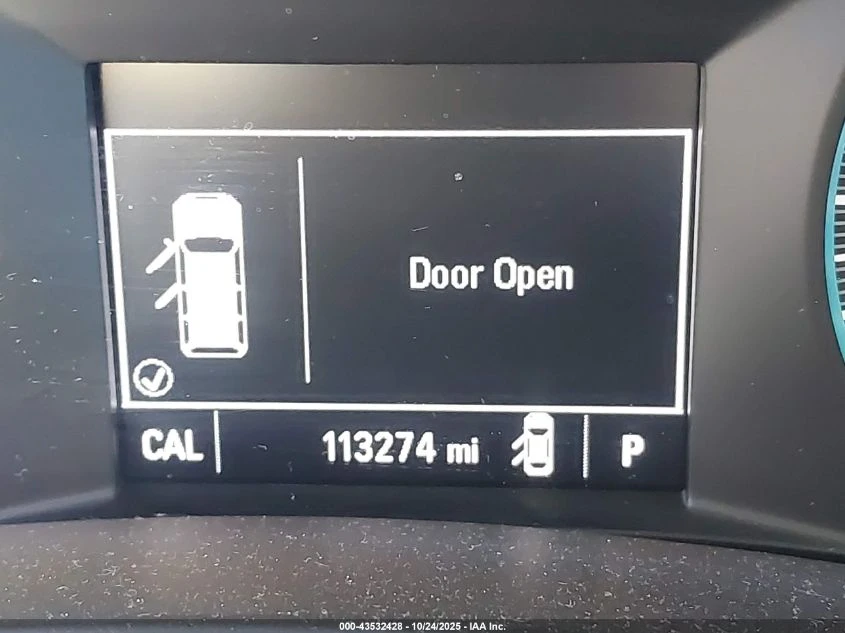 Door Open
CAL 113274 mi P
000-43532428 - 10/24/2025 - IAA Inc.